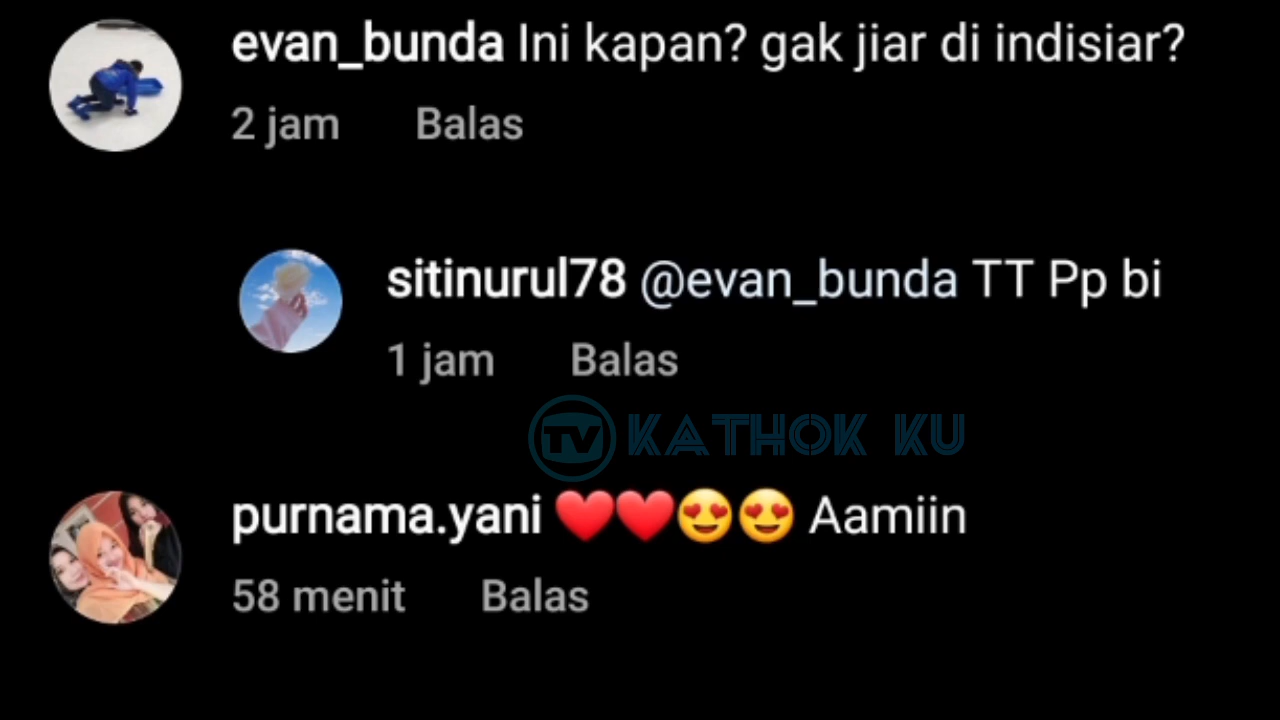 evan_bunda Ini kapan? gak jiar di indisiar?
2 jam Balas
sitinurul78 @evan_bunda TT Pp bi
1 jam Balas
TV KATHOK KU
purnama.yani ❤️❤️😍😍 Aamiin
58 menit Balas